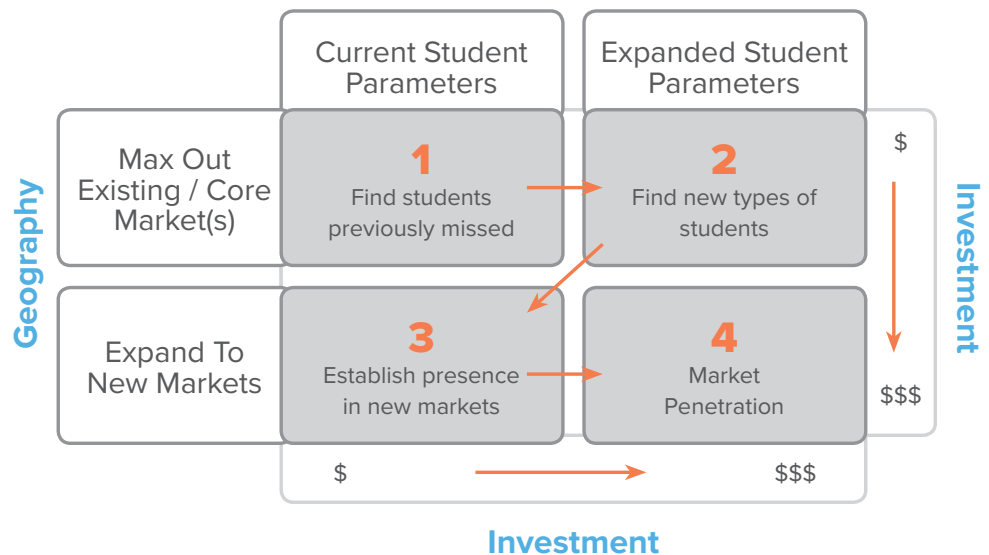 Current Student
Parameters
Expanded Student
Parameters
Geography
Max Out
Existing / Core
Market(s)
1
Find students
previously missed
2
Find new types of
students
$
$$$
Investment
Expand To
New Markets
3
Establish presence
in new markets
4
Market
Penetration
$
$$$
Investment